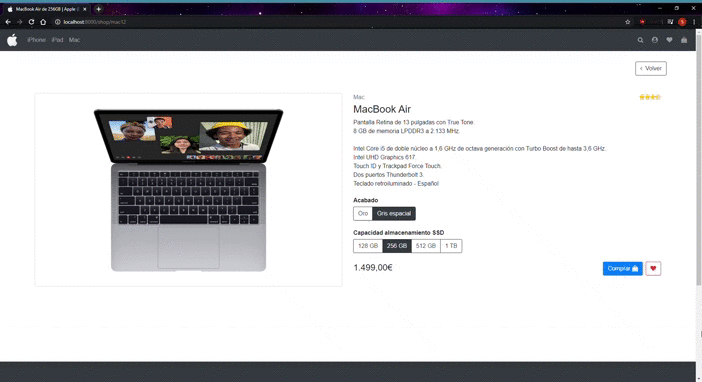 MacBook Air de 256GB | Apple
localhost:8000/shop/mac12
iPhone iPad Mac
< Volver
Mac
MacBook Air
Pantalla Retina de 13 pulgadas con True Tone.
8 GB de memoria LPDDR3 a 2.133 MHz.
Intel Core i5 de doble núcleo a 1,6 GHz de octava generación con Turbo Boost de hasta 3,6 GHz.
Intel UHD Graphics 617.
Touch ID y Trackpad Force Touch.
Dos puertos Thunderbolt 3.
Teclado retroiluminado - Español
Acabado
Oro Gris espacial
Capacidad almacenamiento SSD
128 GB 256 GB 512 GB 1 TB
1.499,00€
Comprar